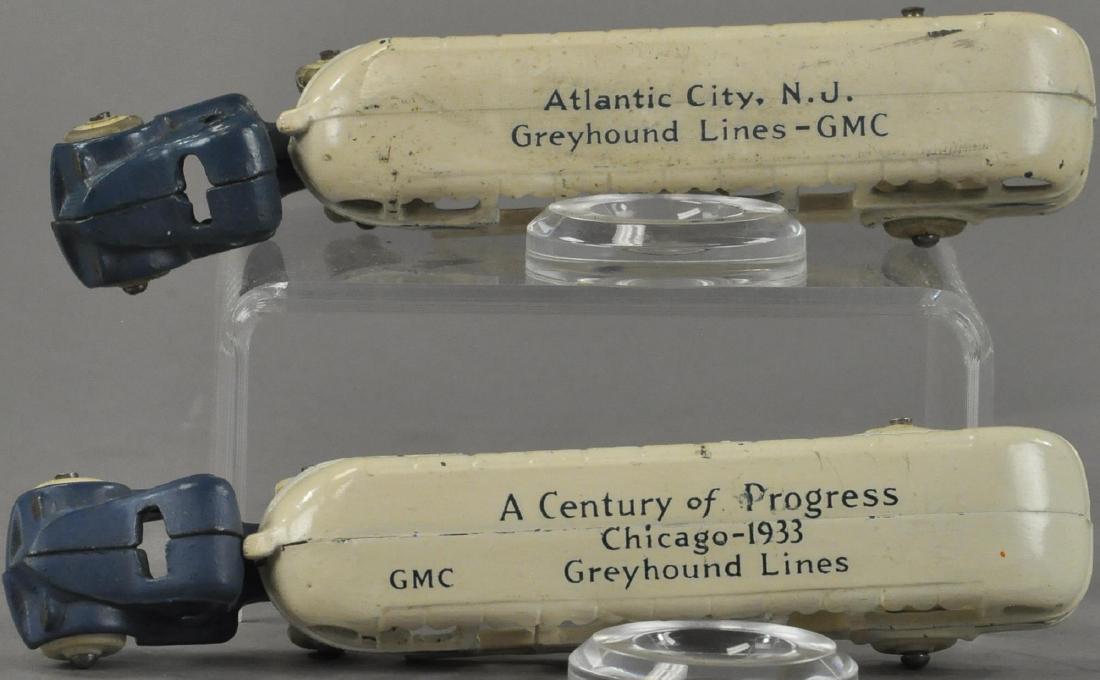 Atlantic City, N.J.
Greyhound Lines-GMC
A Century of Progress
Chicago-1933
GMC Greyhound Lines